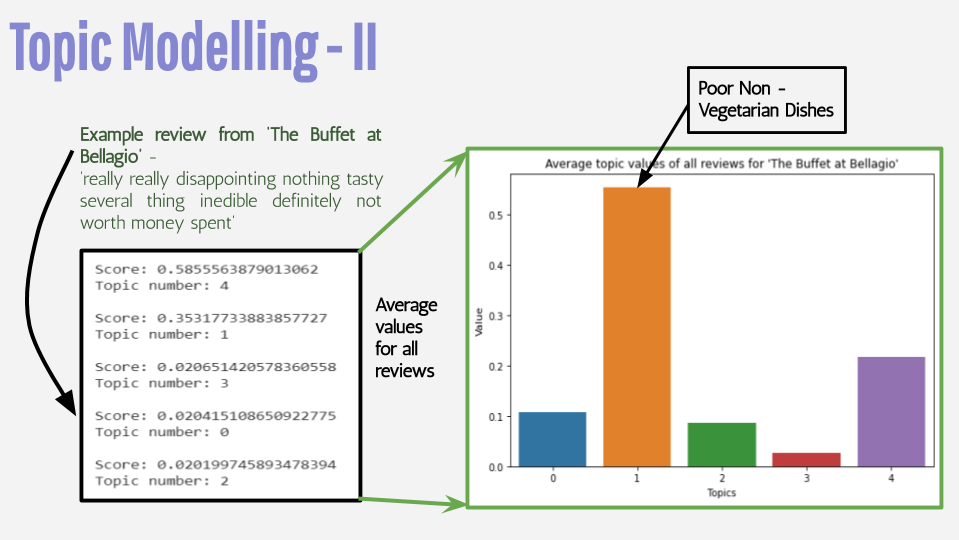 Topic Modelling - II
Poor Non -
Vegetarian Dishes
Example review from 'The Buffet at
Bellagio' -
'really really disappointing nothing tasty
several thing inedible definitely not
worth money spent'
Score: 0.5855563879013062
Topic number: 4
Score: 0.35317733883857727
Topic number: 1
Score: 0.020651420578360558
Topic number: 3
Score: 0.020415108650922775
Topic number: 0
Score: 0.020199745893478394
Topic number: 2
Average
values
for all
reviews
Average topic values of all reviews for 'The Buffet at Bellagio'
Value
0.5
0.4
0.3
0.2
0.1
0.0
0 1 2 3 4
Topics